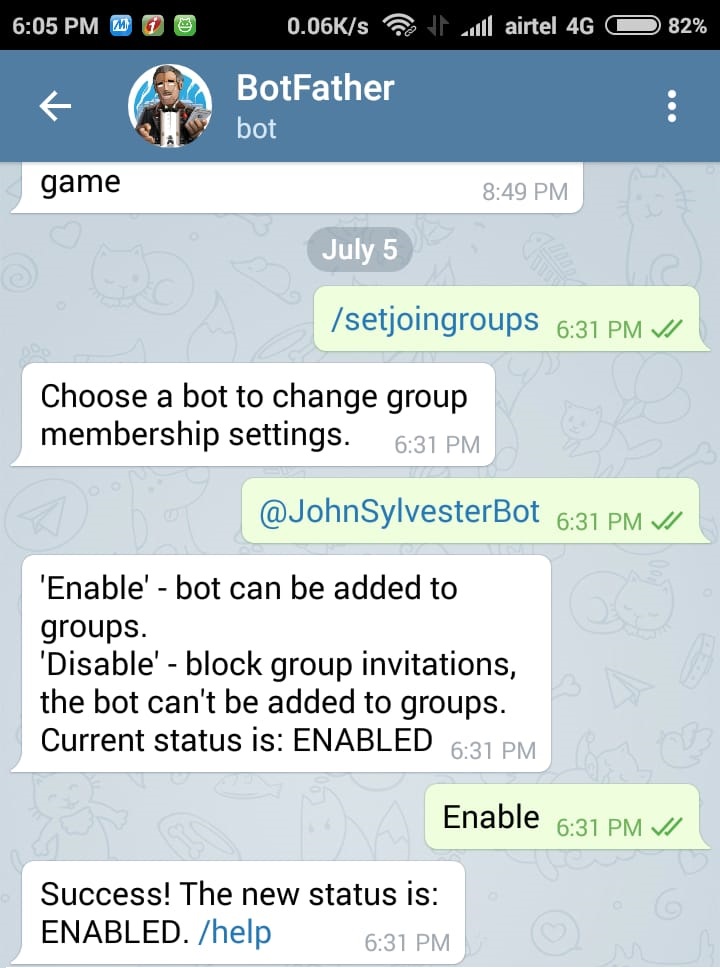 6:05 PM 0.06K/s airtel 4G 82%
BotFather
bot
game
8:49 PM
July 5
/setjoingroups 6:31 PM
Choose a bot to change group
membership settings. 6:31 PM
@JohnSylvesterBot 6:31 PM
'Enable' - bot can be added to
groups.
'Disable' - block group invitations,
the bot can't be added to groups.
Current status is: ENABLED 6:31 PM
Enable 6:31 PM
Success! The new status is:
ENABLED. /help 6:31 PM